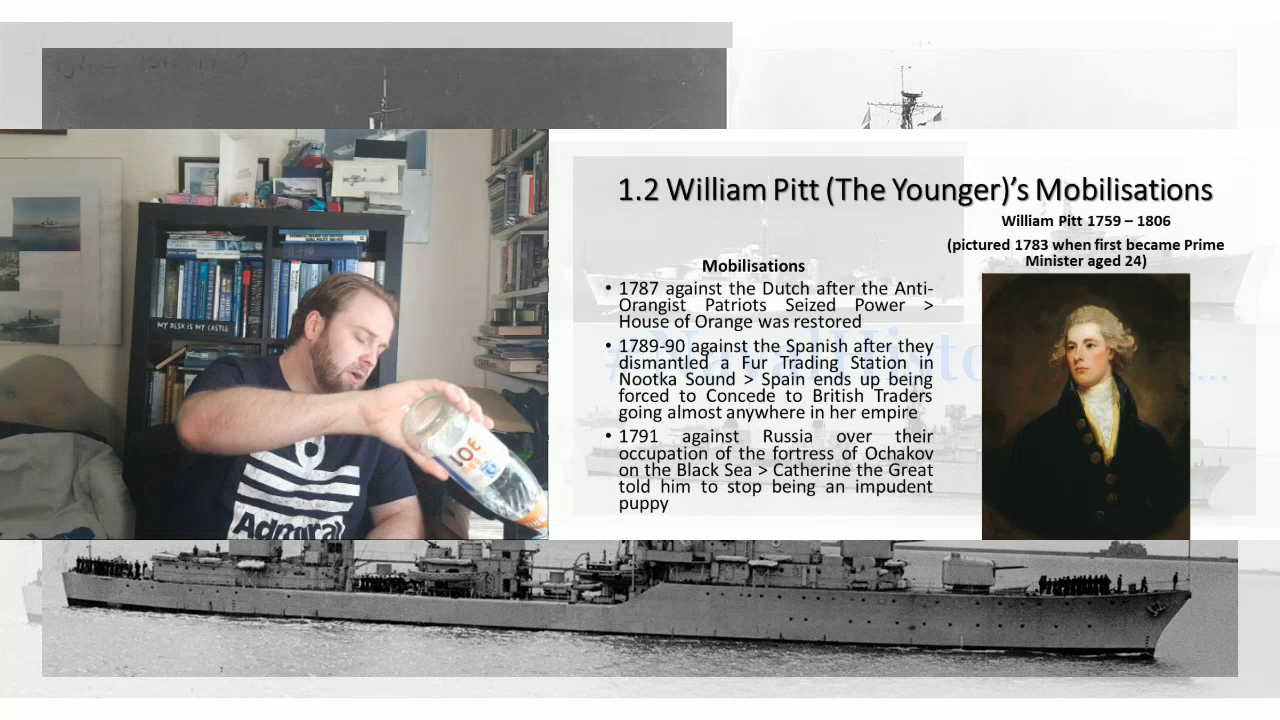 1.2 William Pitt (The Younger)’s Mobilisations
William Pitt 1759 – 1806
(pictured 1783 when first became Prime
Minister aged 24)
Mobilisations
• 1787 against the Dutch after the Anti-
Orangist Patriots Seized Power >
House of Orange was restored
• 1789-90 against the Spanish after they
dismantled a Fur Trading Station in
Nootka Sound > Spain ends up being
forced to Concede to British Traders
going almost anywhere in her empire
• 1791 against Russia over their
occupation of the fortress of Ochakov
on the Black Sea > Catherine the Great
told him to stop being an impudent
puppy
MY DESK IS MY CASTLE
Admiral